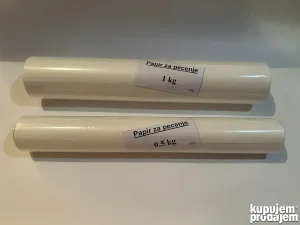 Papir za pecenje
1 kg
Papir za pecenje
0.5 kg
kupujem
prodajem